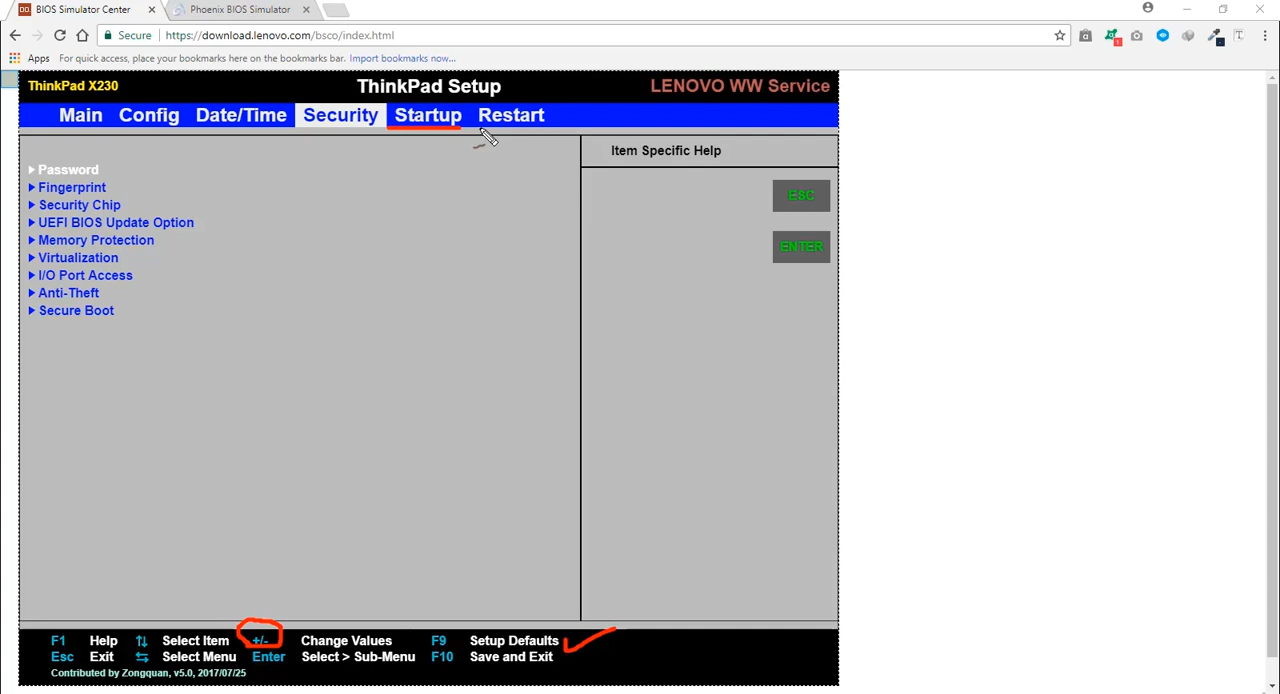 BIOS Simulator Center Phoenix BIOS Simulator
Secure https://download.lenovo.com/bsco/index.html
Apps For quick access, place your bookmarks here on the bookmarks bar. Import bookmarks now...
ThinkPad X230 ThinkPad Setup LENOVO WW Service
Main Config Date/Time Security Startup Restart
Item Specific Help
Password
Fingerprint
Security Chip
UEFI BIOS Update Option
Memory Protection
Virtualization
I/O Port Access
Anti-Theft
Secure Boot
ESC
ENTER
F1 Help ↑↓ Select Item +/- Change Values F9 Setup Defaults
Esc Exit ←→ Select Menu Enter Select > Sub-Menu F10 Save and Exit
Contributed by Zongquan, v5.0, 2017/07/25